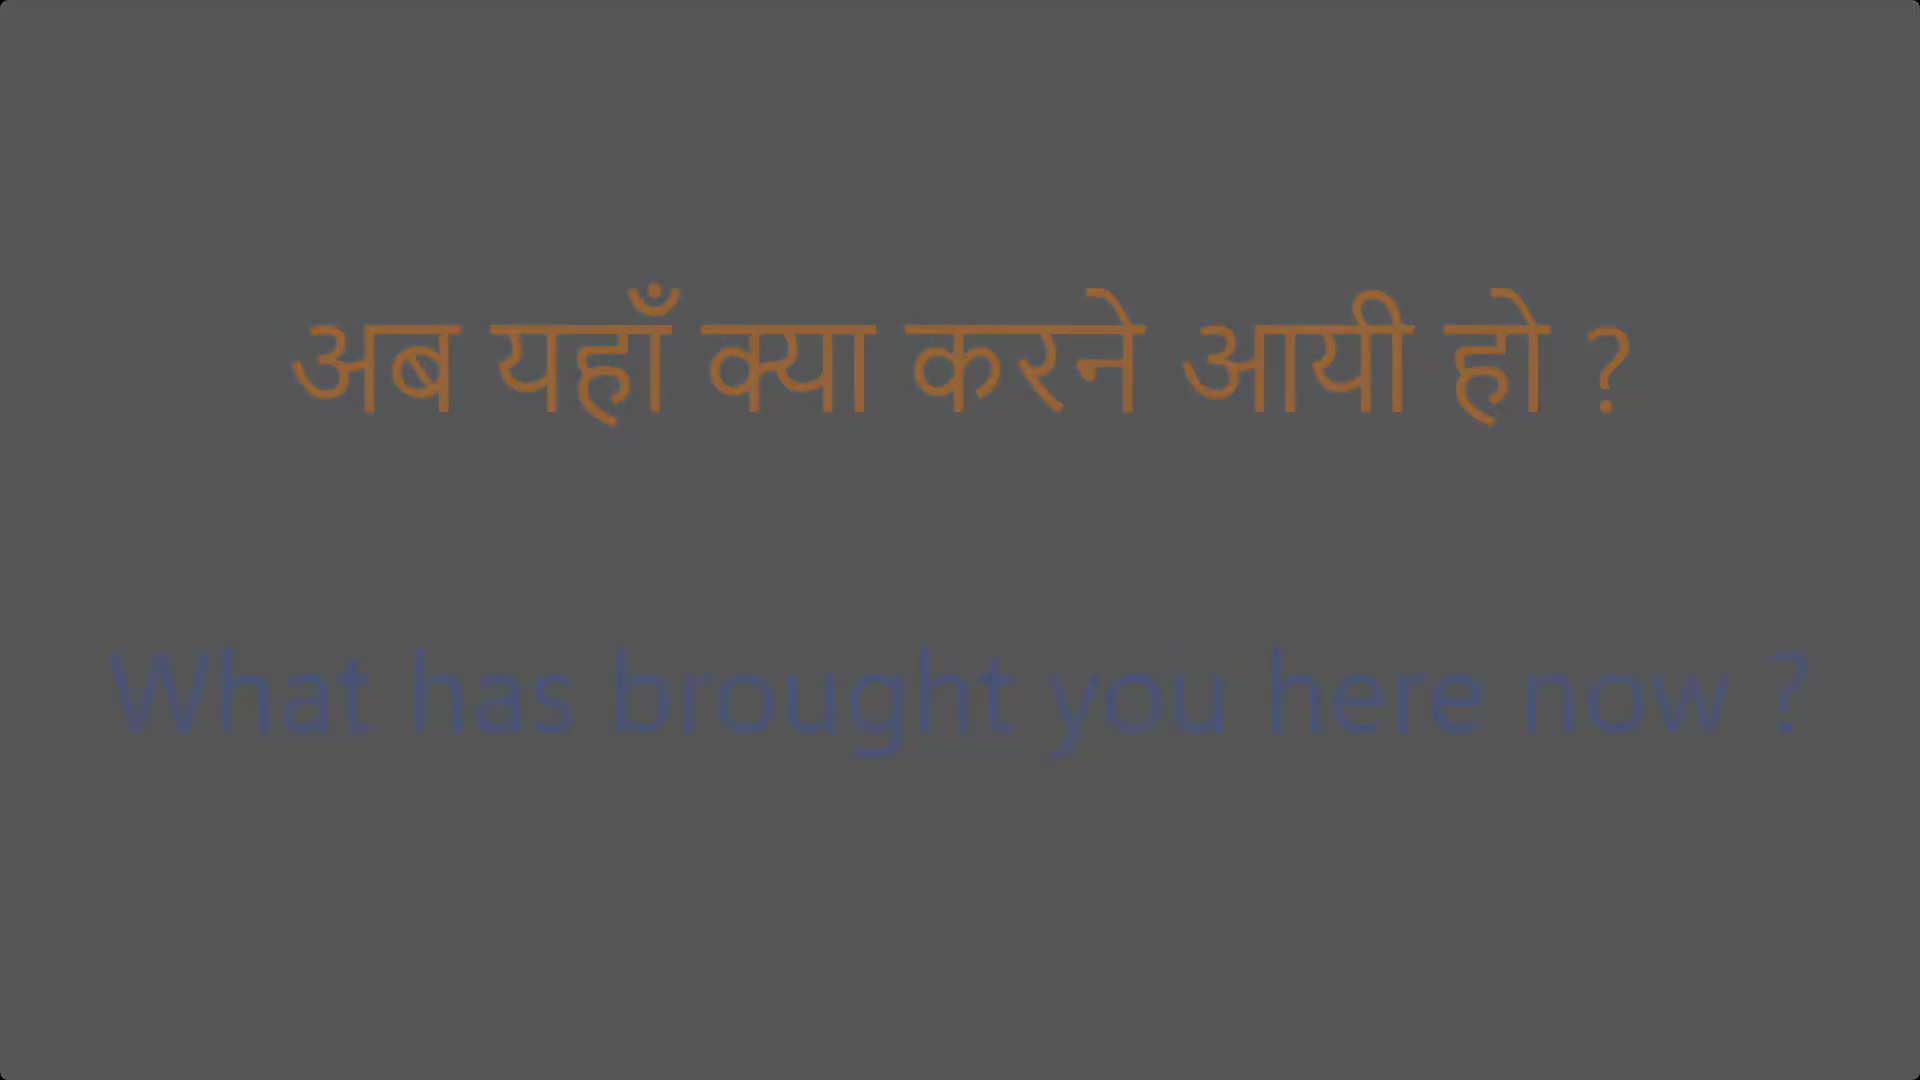 अब यहाँ क्या करने आयी हो ?
What has brought you here now ?